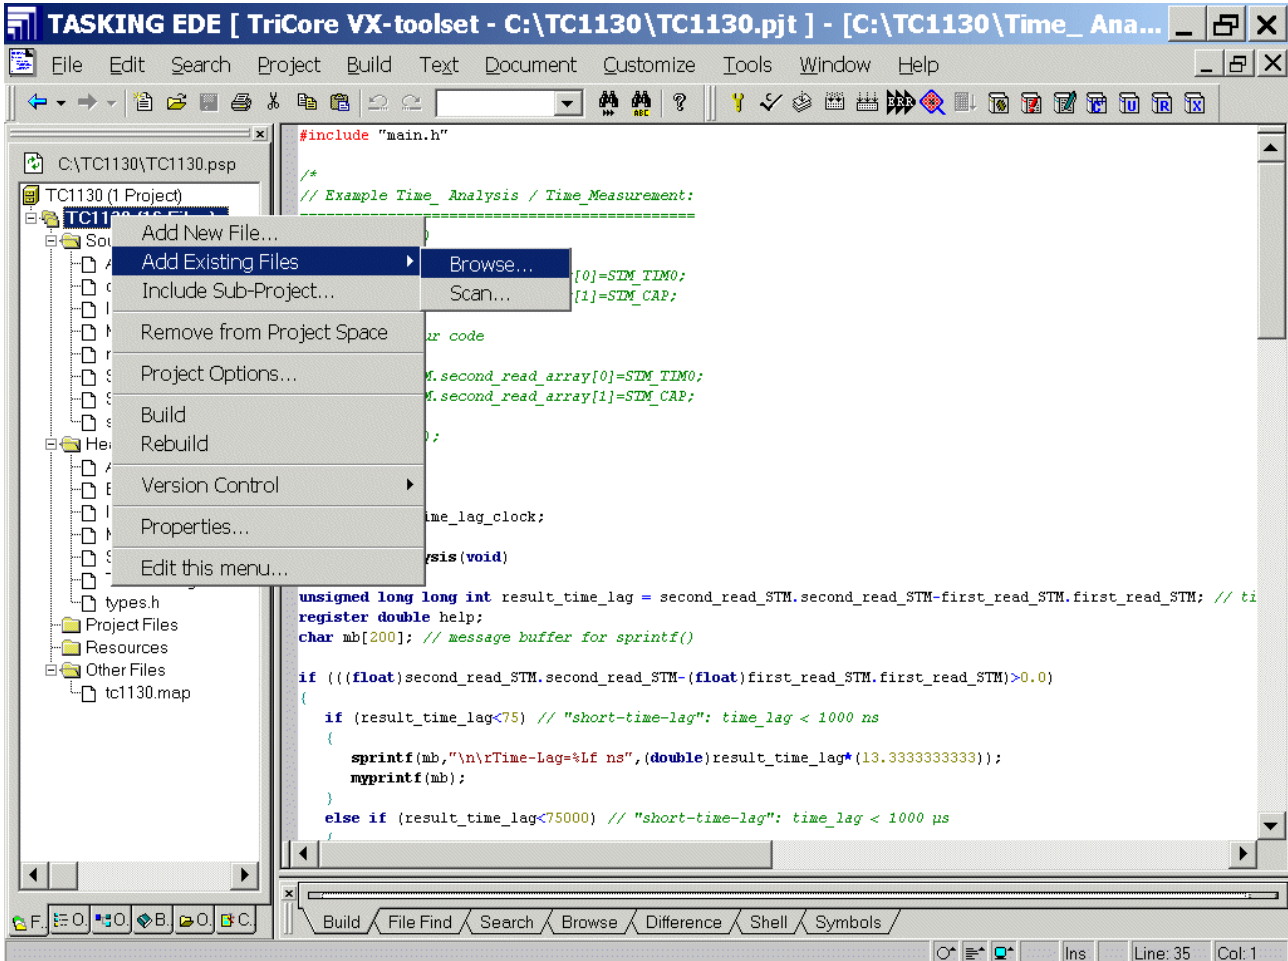 TASKING EDE [ TriCore VX-toolset - C:\TC1130\TC1130.pjt ] - [C:\TC1130\Time_ Ana...
File Edit Search Project Build Text Document Customize Tools Window Help
C:\TC1130\TC1130.psp
TC1130 (1 Project)
Sou
Hea
types.h
Project Files
Resources
Other Files
tc1130.map
F. O. O. B. O. C.
Add New File...
Add Existing Files
Include Sub-Project...
Remove from Project Space
Project Options...
Build
Rebuild
Version Control
Properties...
Edit this menu...
Browse...
Scan...
#include "main.h"
/*
// Example Time_ Analysis / Time_Measurement:
=============================================
)
[0]=STM_TIM0;
[1]=STM_CAP;
ur code
M.second_read_array[0]=STM_TIM0;
M.second_read_array[1]=STM_CAP;
);
ime_lag_clock;
ysis(void)
unsigned long long int result_time_lag = second_read_STM.second_read_STM-first_read_STM.first_read_STM; // ti
register double help;
char mb[200]; // message buffer for sprintf()
if (((float)second_read_STM.second_read_STM-(float)first_read_STM.first_read_STM)>0.0)
{
if (result_time_lag<75) // "short-time-lag": time_lag < 1000 ns
{
sprintf(mb,"\n\rTime-Lag=%Lf ns",(double)result_time_lag*(13.3333333333));
myprintf(mb);
}
else if (result_time_lag<75000) // "short-time-lag": time_lag < 1000 µs
{
Build File Find Search Browse Difference Shell Symbols
Ins Line: 35 Col: 1